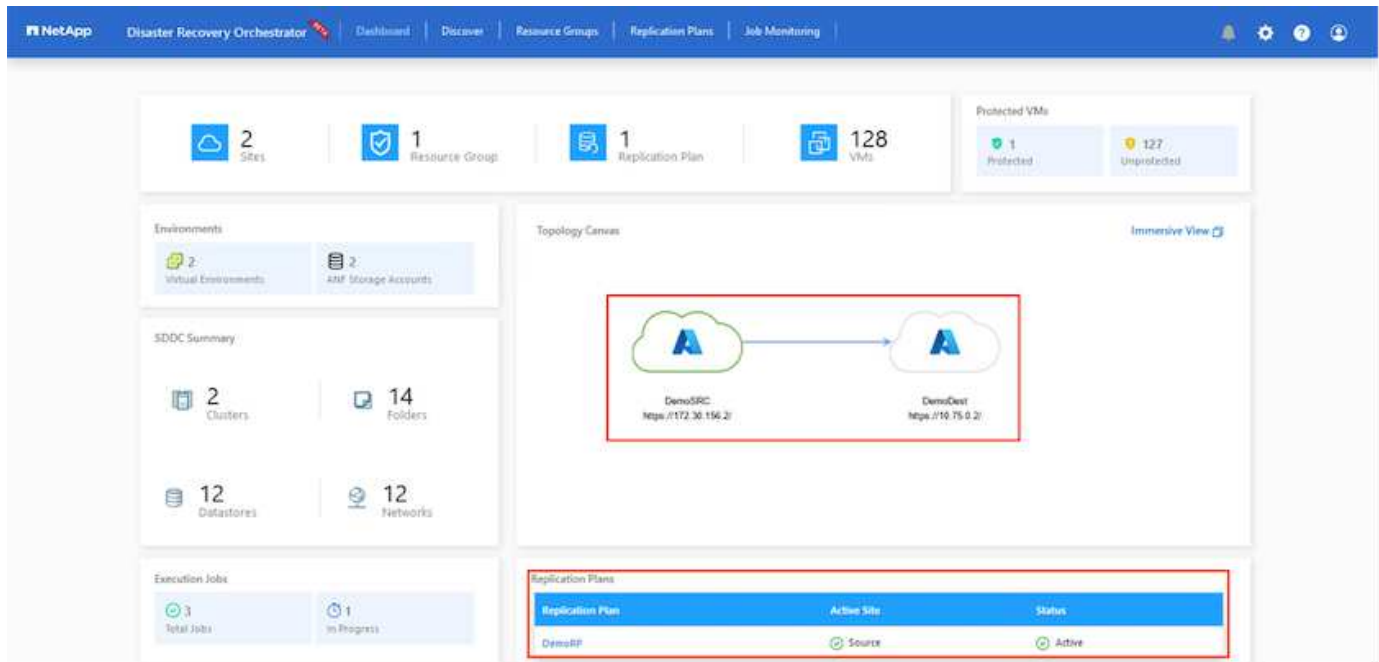 NetApp Disaster Recovery Orchestrator Dashboard Discover Resource Groups Replication Plans Job Monitoring
2
Sites
1
Resource Group
1
Replication Plan
128
VMs
Protected VMs
1
Protected
127
Unprotected
Environments
2
Virtual Environments
2
ANF Storage Accounts
Topology Canvas
Immersive View
DemoSRC
https://172.30.156.2/
DemoDest
https://10.75.0.2/
SDDC Summary
2
Clusters
14
Folders
12
Datastores
12
Networks
Execution Jobs
3
Total Jobs
1
In Progress
Replication Plans
Replication Plan Active Site Status
DemoRP Source Active